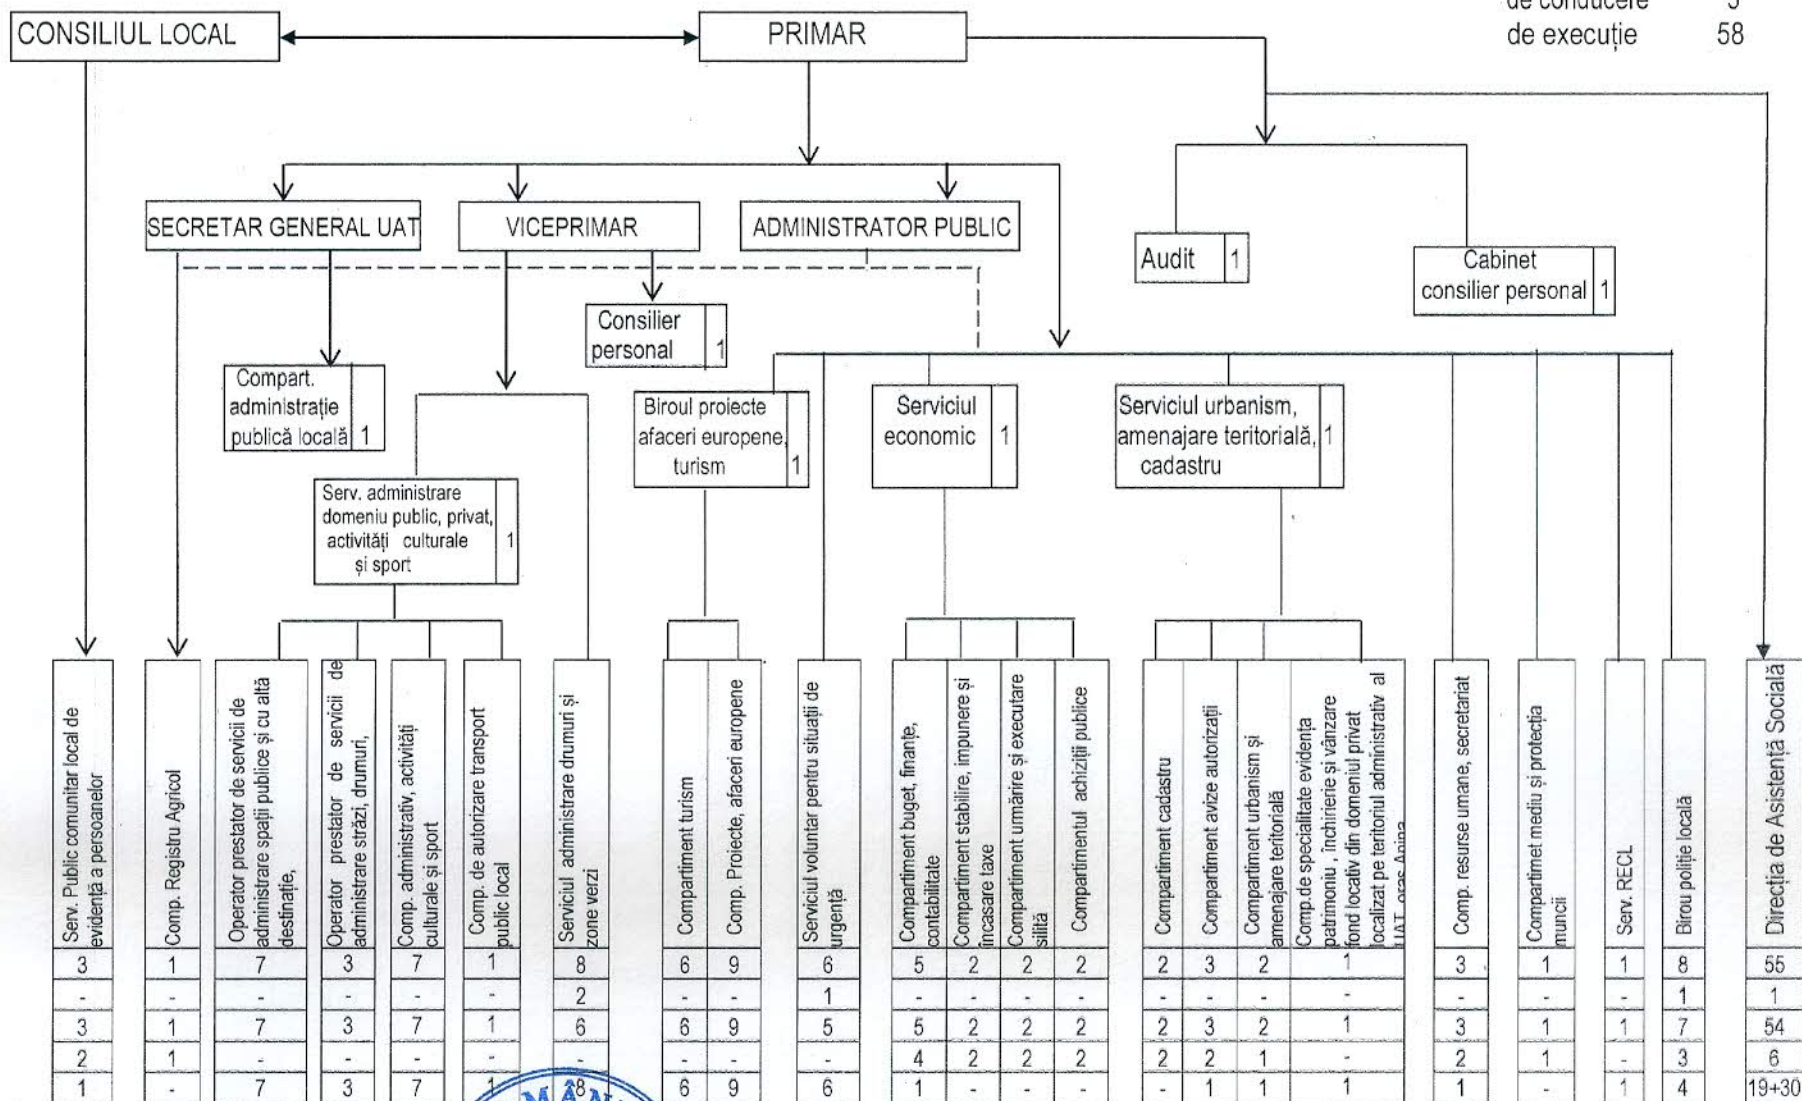 de conducere 5
de execuție 58
CONSILIUL LOCAL
PRIMAR
SECRETAR GENERAL UAT
VICEPRIMAR
ADMINISTRATOR PUBLIC
Audit 1
Cabinet
consilier personal 1
Consilier
personal 1
Compart.
administrație
publică locală 1
Biroul proiecte
afaceri europene,
turism 1
Serviciul
economic 1
Serviciul urbanism,
amenajare teritorială, 1
cadastru
Serv. administrare
domeniu public, privat,
activități culturale 1
și sport
Serv. Public comunitar local de
evidență a persoanelor
Comp. Registru Agricol
Operator prestator de servicii de
administrare spații publice și cu altă
destinație,
Operator prestator de servicii de
administrare străzi, drumuri,
Comp. administrativ, activități
culturale și sport
Comp. de autorizare transport
public local
Serviciul administrare drumuri și
zone verzi
Compartiment turism
Comp. Proiecte, afaceri europene
Serviciul voluntar pentru situații de
urgență
Compartiment buget, finanțe,
contabilitate
Compartiment stabilire, impunere și
încasare taxe
Compartiment urmărire și executare
silită
Compartimentul achiziții publice
Compartiment cadastru
Compartiment avize autorizații
Compartiment urbanism și
amenajare teritorială
Comp.de specialitate evidența
patrimoniu , închirieri și vânzare
fond locativ din domeniul privat
localizat pe teritoriul administrativ al
UAT oraș Anina
Comp. resurse umane, secretariat
Compartimnet mediu și protecția
muncii
Serv. RECL
Birou poliție locală
Direcția de Asistență Socială
3 1 7 3 7 1 8 6 9 6 5 2 2 2 2 3 2 1 3 1 1 8 55
- - - - - - 2 - - 1 - - - - - - - - - - - 1 1
3 1 7 3 7 1 6 6 9 5 5 2 2 2 2 3 2 1 3 1 1 7 54
2 1 - - - - - - - - 4 2 2 2 2 2 1 - 2 1 - 3 6
1 - 7 3 7 1 8 6 9 6 1 - - - - 1 1 1 1 - 1 4 19+30